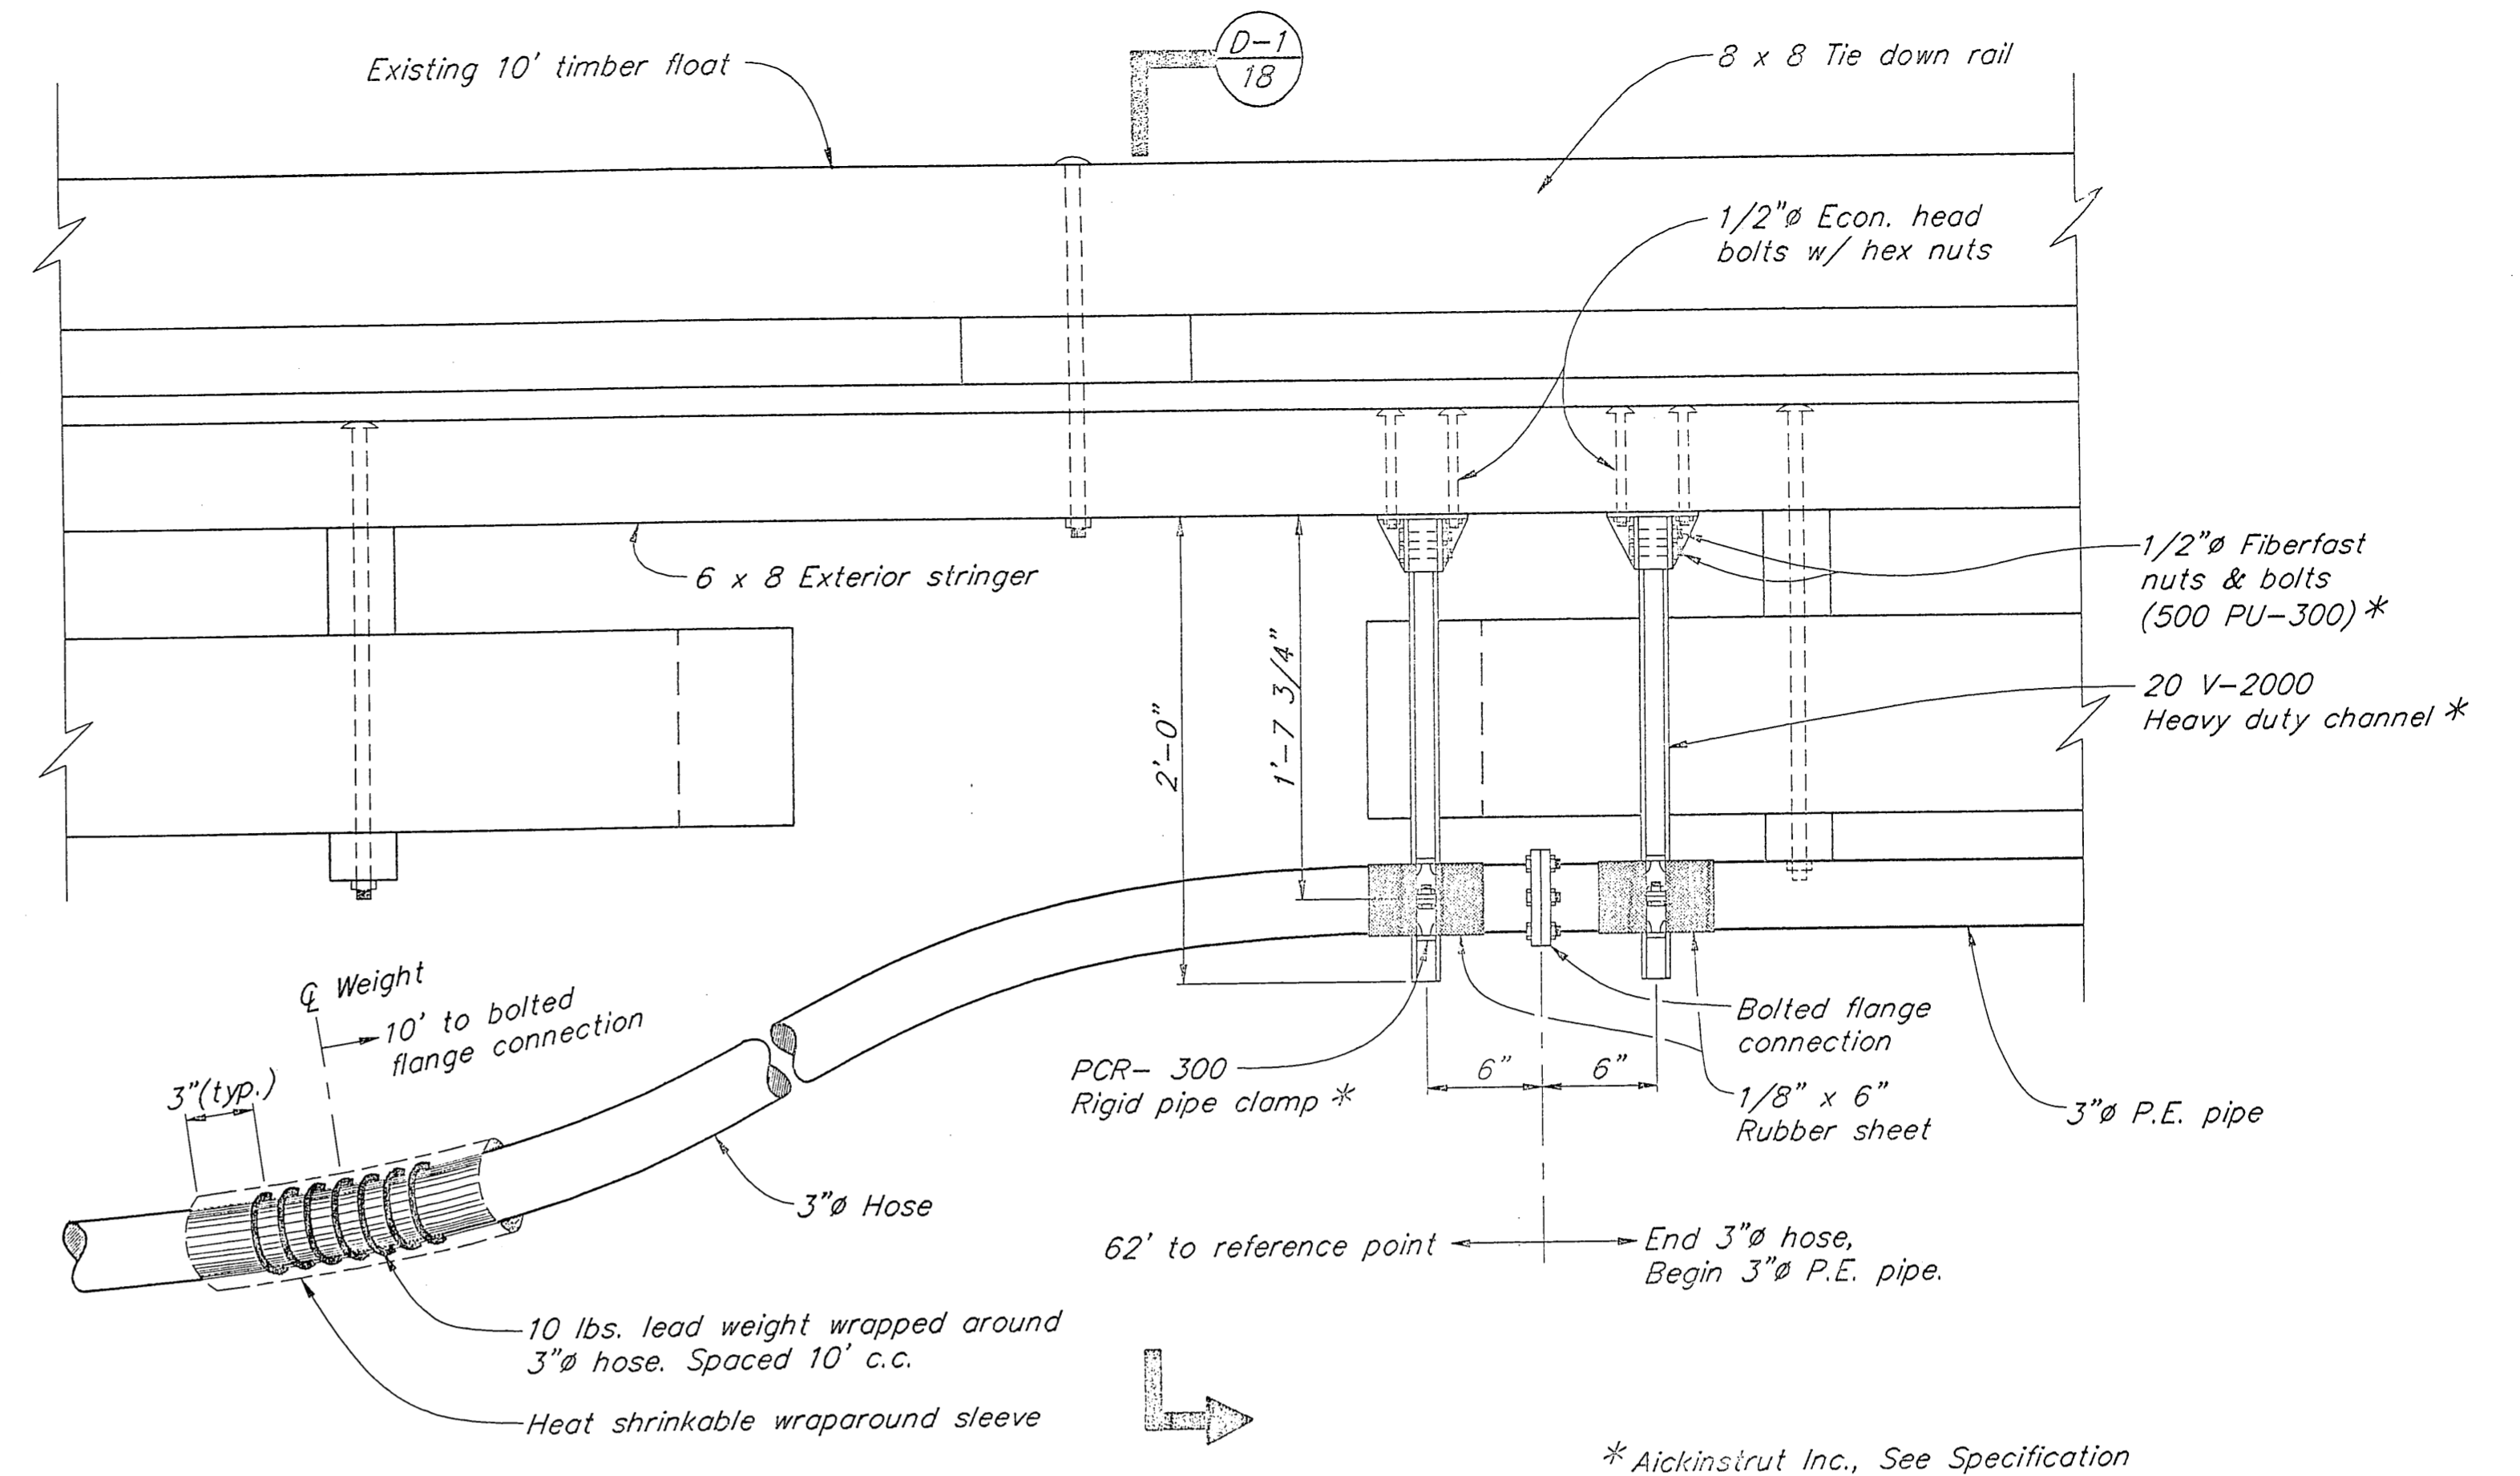 Existing 10' timber float
D-1
18
8 x 8 Tie down rail
1/2"ø Econ. head
bolts w/ hex nuts
6 x 8 Exterior stringer
1/2"ø Fiberfast
nuts & bolts
(500 PU-300)*
20 V-2000
Heavy duty channel *
2'-0"
1'-7 3/4"
℄ Weight
10' to bolted
flange connection
3"(typ.)
PCR- 300
Rigid pipe clamp *
6"
6"
Bolted flange
connection
1/8" x 6"
Rubber sheet
3"ø P.E. pipe
3"ø Hose
62' to reference point
End 3"ø hose,
Begin 3"ø P.E. pipe.
10 lbs. lead weight wrapped around
3"ø hose. Spaced 10' c.c.
Heat shrinkable wraparound sleeve
* Aickinstrut Inc., See Specification